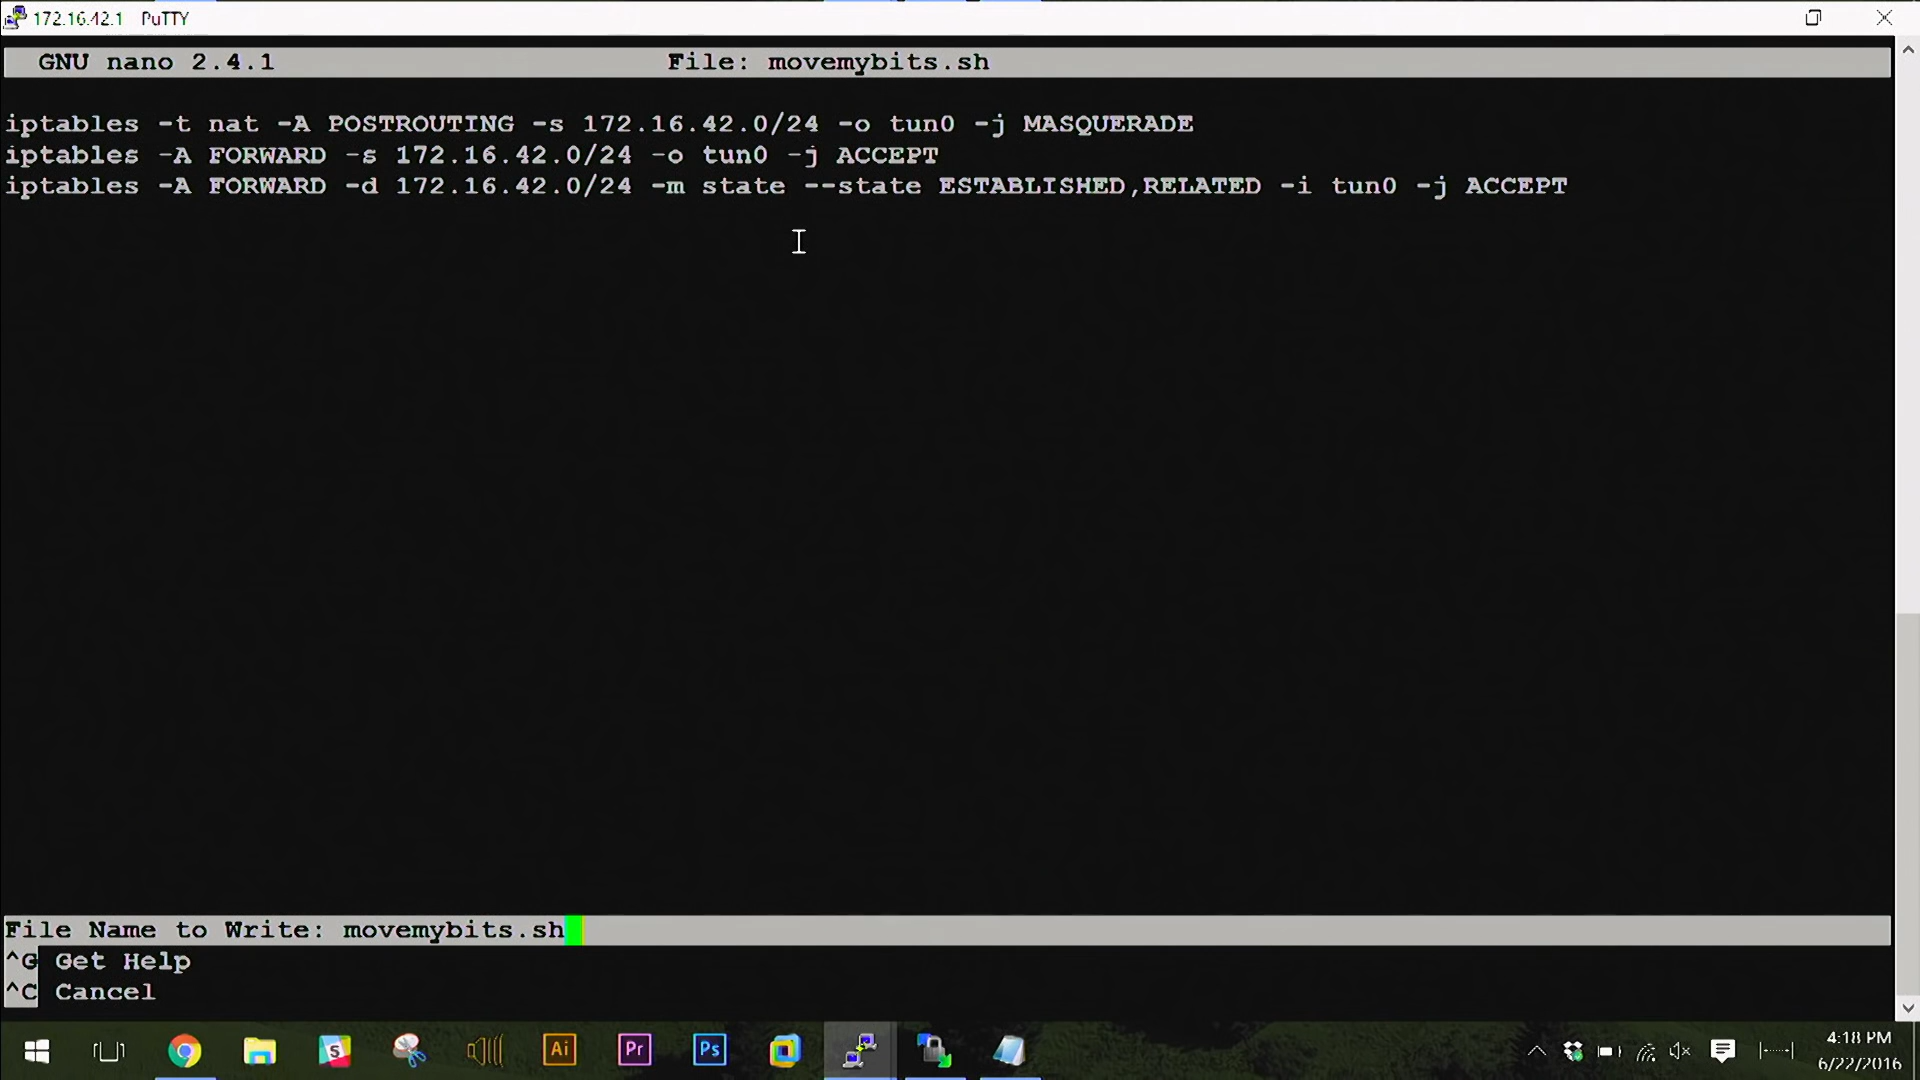 172.16.42.1 PuTTY
GNU nano 2.4.1 File: movemybits.sh
iptables -t nat -A POSTROUTING -s 172.16.42.0/24 -o tun0 -j MASQUERADE
iptables -A FORWARD -s 172.16.42.0/24 -o tun0 -j ACCEPT
iptables -A FORWARD -d 172.16.42.0/24 -m state --state ESTABLISHED,RELATED -i tun0 -j ACCEPT
File Name to Write: movemybits.sh
^G Get Help
^C Cancel
Ai Pr Ps
4:18 PM
6/22/2016